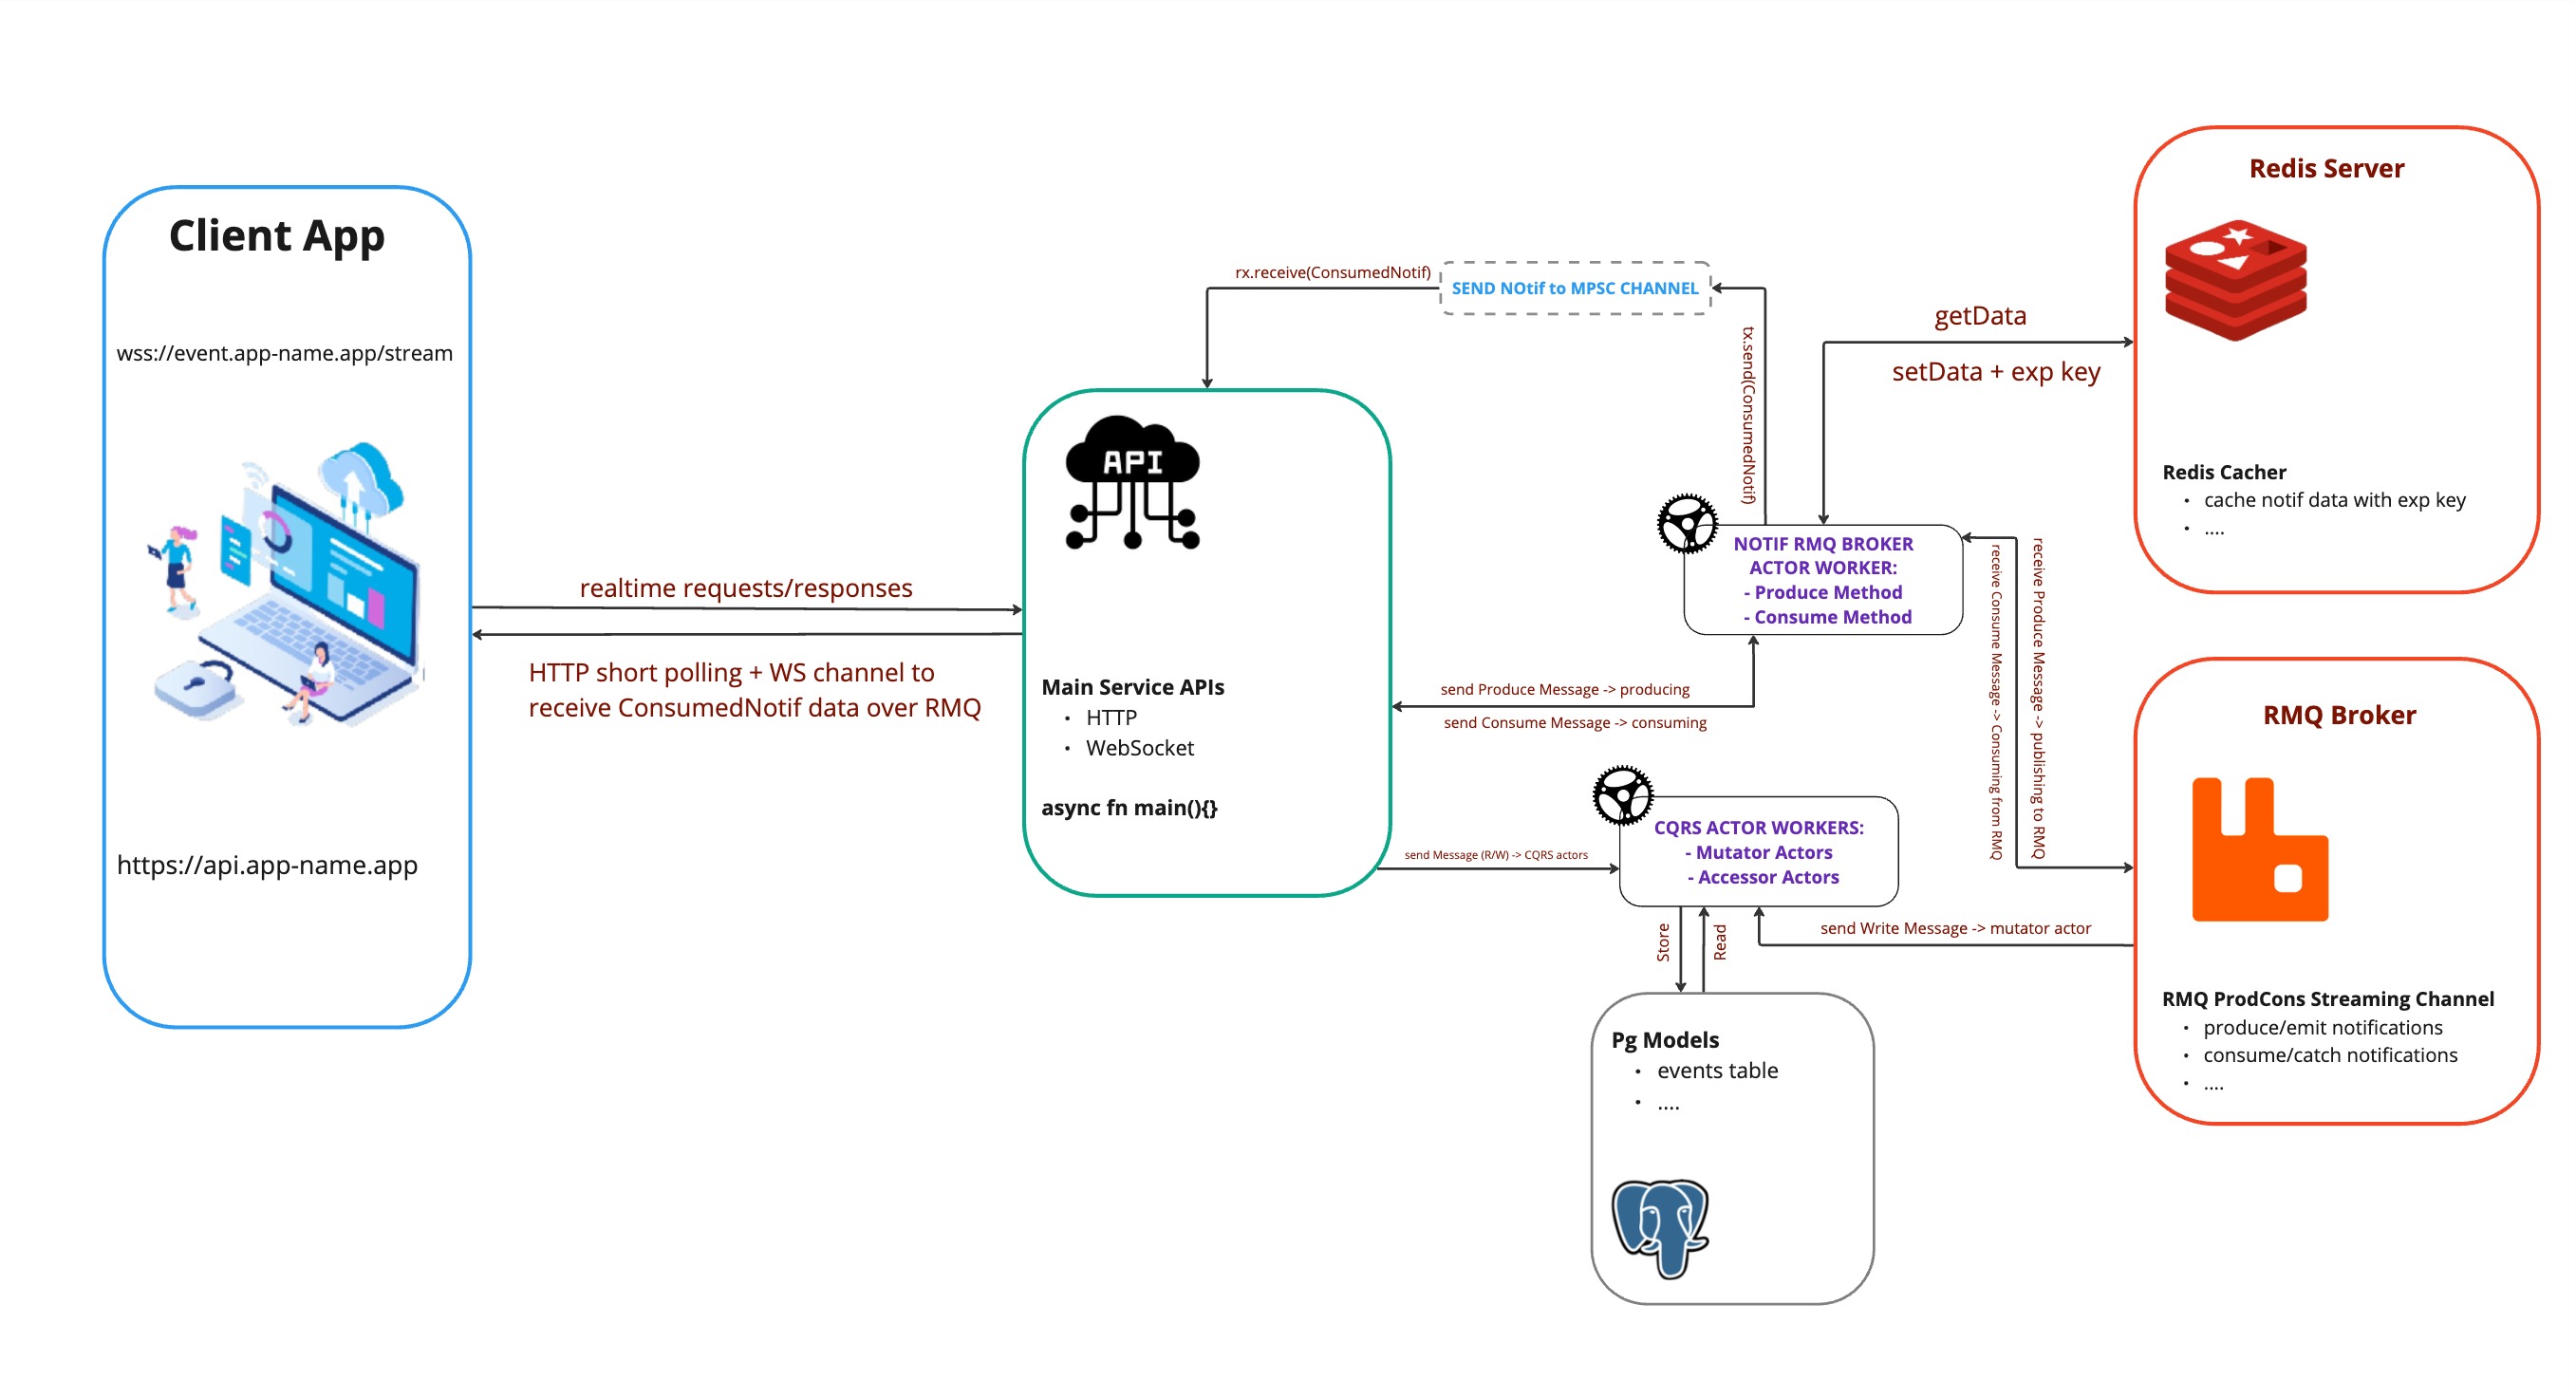 Client App
wss://event.app-name.app/stream
https://api.app-name.app
realtime requests/responses
HTTP short polling + WS channel to
receive ConsumedNotif data over RMQ
API
Main Service APIs
• HTTP
• WebSocket
async fn main(){}
rx.receive(ConsumedNotif)
SEND NOtif to MPSC CHANNEL
tx.send(ConsumedNotif)
getData
setData + exp key
NOTIF RMQ BROKER
ACTOR WORKER:
- Produce Method
- Consume Method
send Produce Message -> producing
send Consume Message -> consuming
receive Consume Message -> Consuming from RMQ
receive Produce Message -> publishing to RMQ
send Message (R/W) -> CQRS actors
CQRS ACTOR WORKERS:
- Mutator Actors
- Accessor Actors
Store
Read
send Write Message -> mutator actor
Pg Models
• events table
• ....
Redis Server
Redis Cacher
• cache notif data with exp key
• ....
RMQ Broker
RMQ ProdCons Streaming Channel
• produce/emit notifications
• consume/catch notifications
• ....